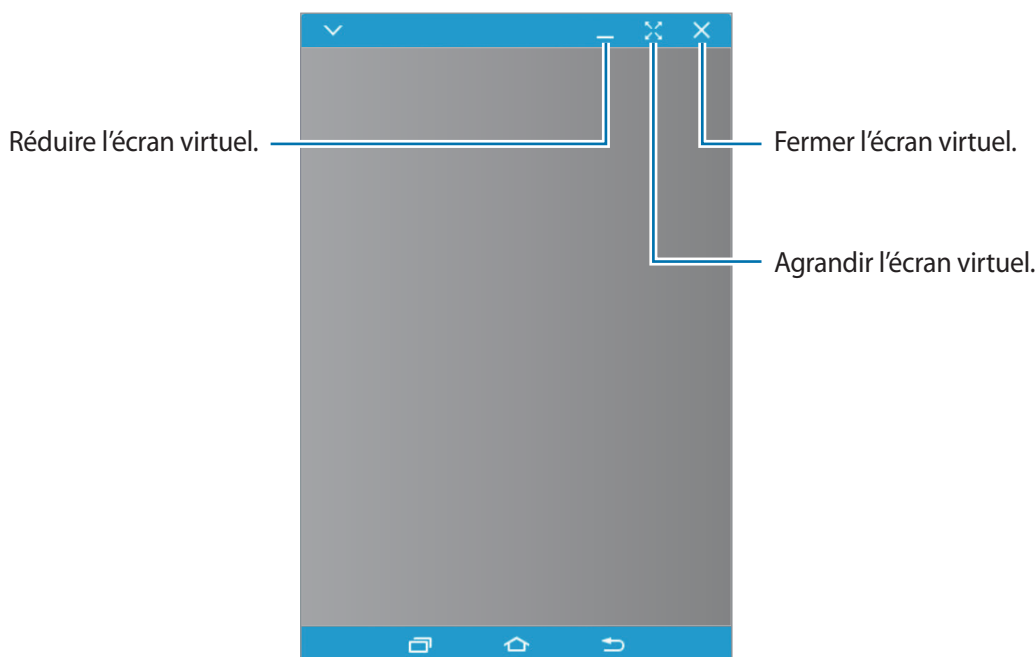 Réduire l’écran virtuel.
Fermer l’écran virtuel.
Agrandir l’écran virtuel.